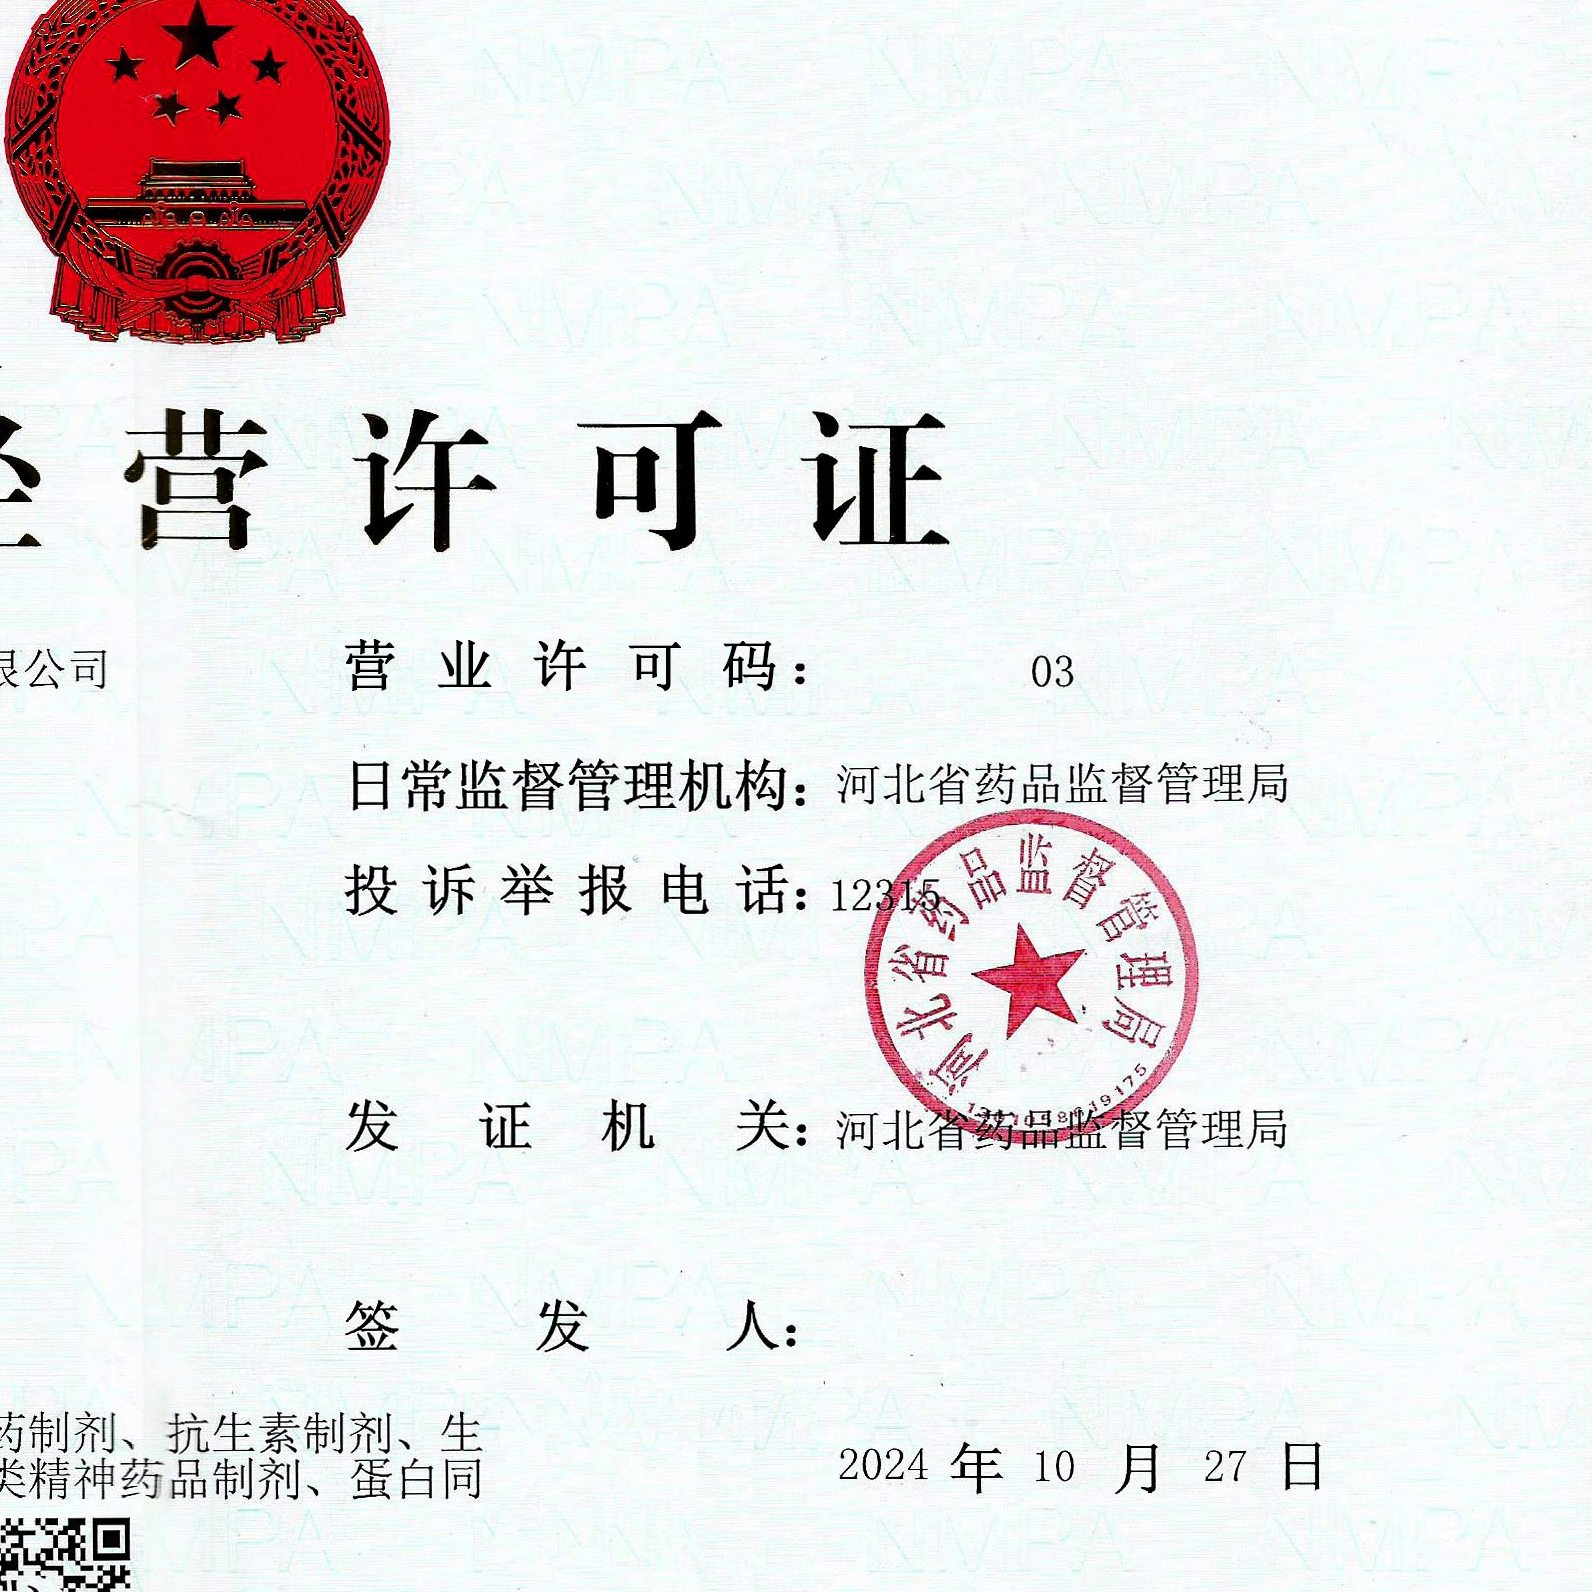 营许可证
限公司
营业许可码： 03
日常监督管理机构：河北省药品监督管理局
投诉举报电话：12315
河北省药品监督管理局
发证机关：河北省药品监督管理局
签发人：
药制剂、抗生素制剂、生
类精神药品制剂、蛋白同
2024 年 10 月 27 日